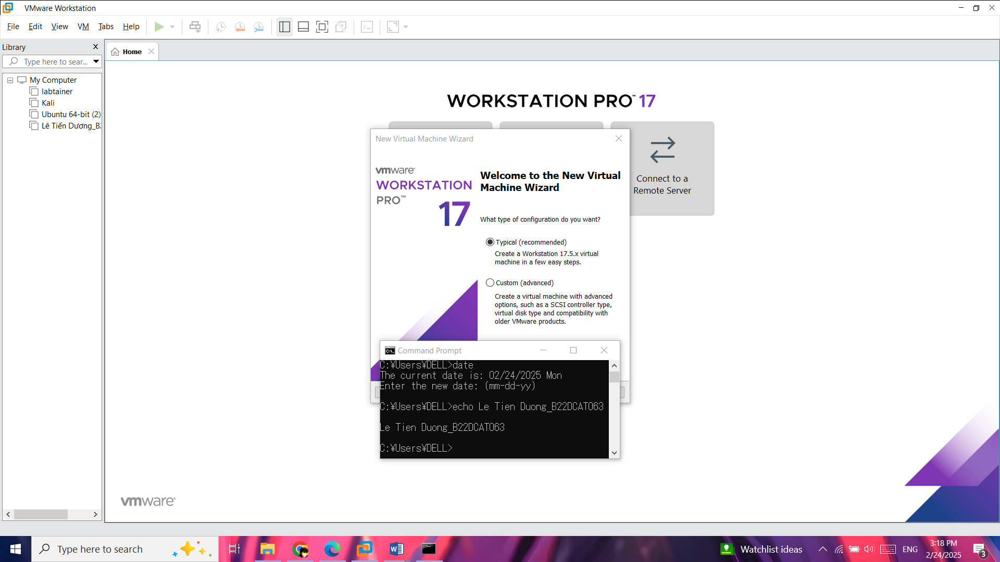 VMware Workstation
File Edit View VM Tabs Help
Library
Type here to sear...
My Computer
labtainer
Kali
Ubuntu 64-bit (2)
Lê Tiến Dương_B2
Home
WORKSTATION PRO™ 17
Connect to a
Remote Server
New Virtual Machine Wizard
vmware®
WORKSTATION
PRO™
17
Welcome to the New Virtual
Machine Wizard
What type of configuration do you want?
Typical (recommended)
Create a Workstation 17.5.x virtual
machine in a few easy steps.
Custom (advanced)
Create a virtual machine with advanced
options, such as a SCSI controller type,
virtual disk type and compatibility with
older VMware products.
Command Prompt
C:¥Users¥DELL>date
The current date is: 02/24/2025 Mon
Enter the new date: (mm-dd-yy)
C:¥Users¥DELL>echo Le Tien Duong_B22DCAT063
Le Tien Duong_B22DCAT063
C:¥Users¥DELL>
vmware®
Type here to search
Watchlist ideas
ENG
3:18 PM
2/24/2025
3